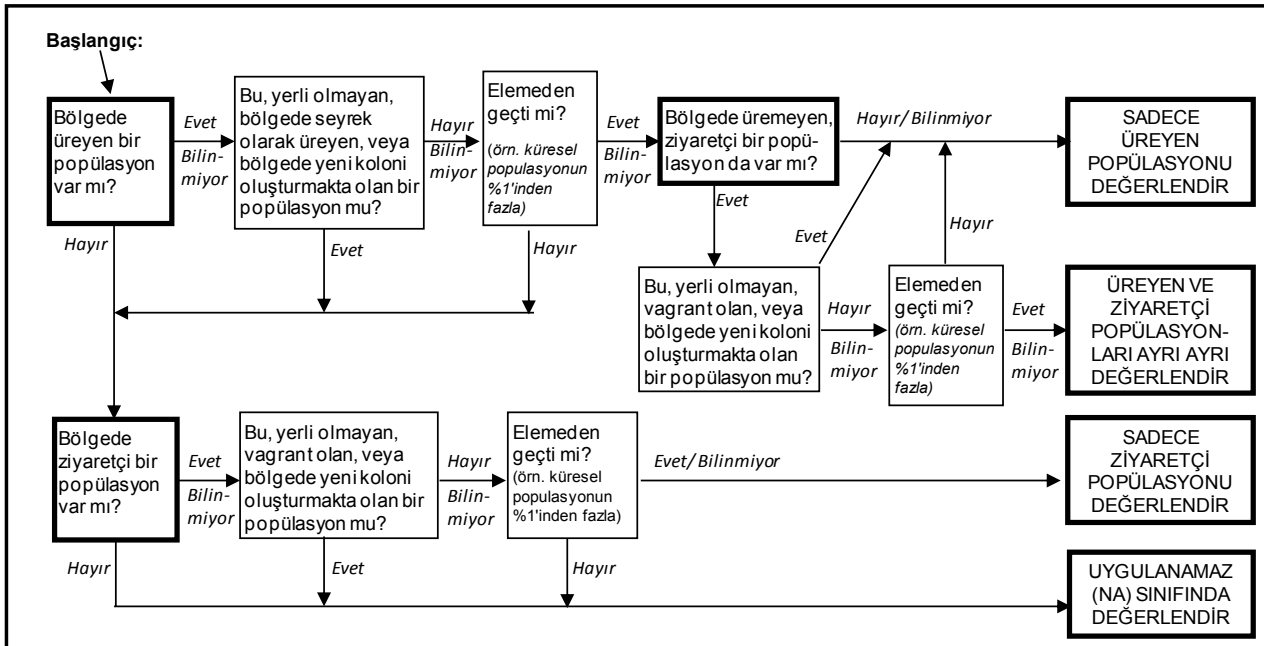 Başlangıç:
Bölgede
üreyen bir
popülasyon
var mı?
Evet
Bilin-
miyor
Bu, yerli olmayan,
bölgede seyrek
olarak üreyen, veya
bölgede yeni koloni
oluşturmakta olan bir
popülasyon mu?
Hayır
Bilin-
miyor
Elemeden
geçti mi?
(örn. küresel
populasyonun
%1'inden
fazla)
Evet
Bilin-
miyor
Bölgede üremeyen,
ziyaretçi bir popü-
lasyon da var mı?
Hayır/ Bilinmiyor
SADECE
ÜREYEN
POPÜLASYONU
DEĞERLENDİR
Hayır
Evet
Hayır
Evet
Evet
Hayır
Bu, yerli olmayan,
vagrant olan, veya
bölgede yeni koloni
oluşturmakta olan
bir popülasyon mu?
Hayır
Bilin-
miyor
Elemeden
geçti mi?
(örn. küresel
populasyonun
%1'inden
fazla)
Evet
Bilin-
miyor
ÜREYEN VE
ZİYARETÇİ
POPÜLASYON-
LARI AYRI AYRI
DEĞERLENDİR
Bölgede
ziyaretçi bir
popülasyon
var mı?
Evet
Bilin-
miyor
Bu, yerli olmayan,
vagrant olan, veya
bölgede yeni koloni
oluşturmakta olan bir
popülasyon mu?
Hayır
Bilin-
miyor
Elemeden
geçti mi?
(örn. küresel
populasyonun
%1'inden fazla)
Evet/ Bilinmiyor
SADECE
ZİYARETÇİ
POPÜLASYONU
DEĞERLENDİR
Hayır
Evet
Hayır
UYGULANAMAZ
(NA) SINIFINDA
DEĞERLENDİR